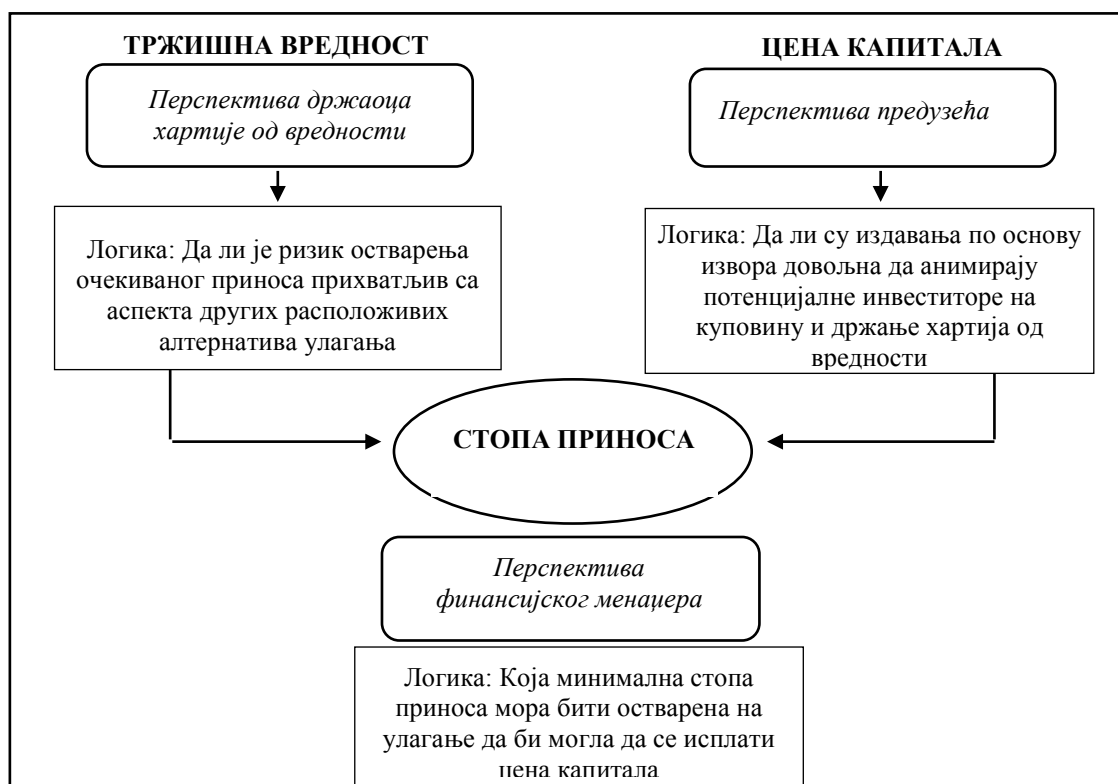 ТРЖИШНА ВРЕДНОСТ
Перспектива држаоца
хартије од вредности
Логика: Да ли је ризик остварења
очекиваног приноса прихватљив са
аспекта других расположивих
алтернатива улагања
ЦЕНА КАПИТАЛА
Перспектива предузећа
Логика: Да ли су издавања по основу
извора довољна да анимирају
потенцијалне инвеститоре на
куповину и држање хартија од
вредности
СТОПА ПРИНОСА
Перспектива
финансијског менаџера
Логика: Која минимална стопа
приноса мора бити остварена на
улагање да би могла да се исплати
цена капитала